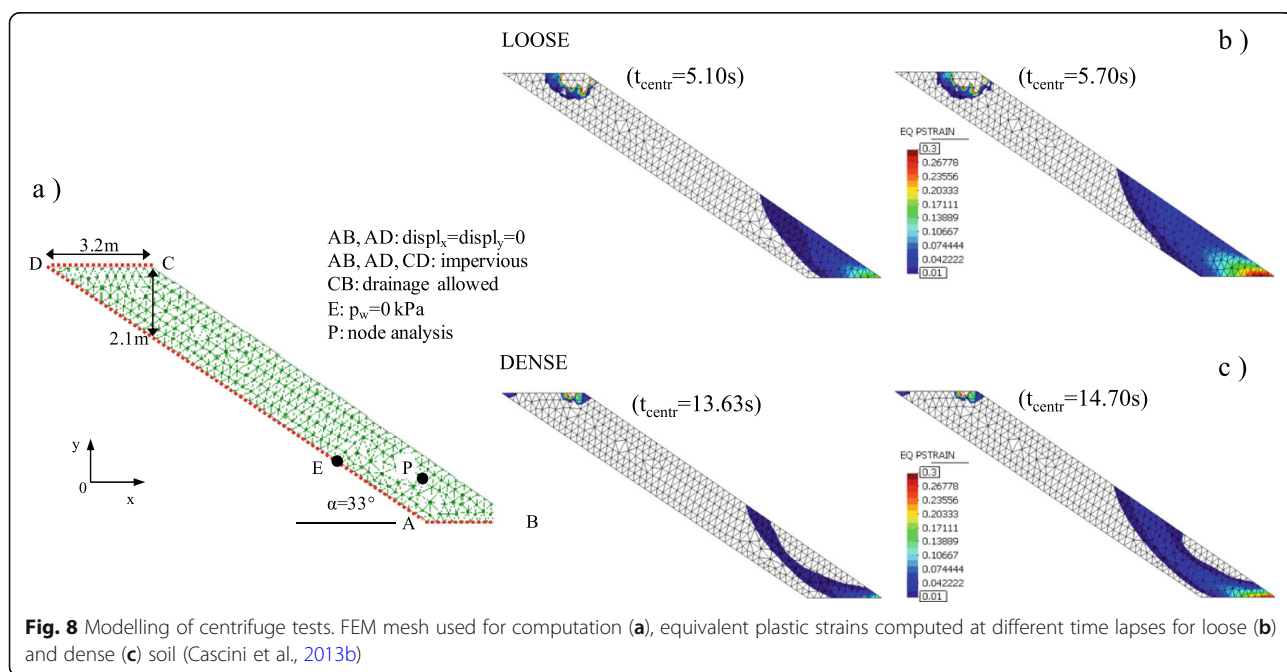 LOOSE
b )
(t_centr=5.10s)
(t_centr=5.70s)
EQ PSTRAIN
0.3
0.26778
0.23556
0.20333
0.17111
0.13889
0.10667
0.074444
0.042222
0.01
a )
3.2m
D
C
2.1m
AB, AD: displ_x=displ_y=0
AB, AD, CD: impervious
CB: drainage allowed
E: p_w=0 kPa
P: node analysis
y
0
x
E
P
α=33°
A
B
DENSE
c )
(t_centr=13.63s)
(t_centr=14.70s)
EQ PSTRAIN
0.3
0.26778
0.23556
0.20333
0.17111
0.13889
0.10667
0.074444
0.042222
0.01
Fig. 8 Modelling of centrifuge tests. FEM mesh used for computation (a), equivalent plastic strains computed at different time lapses for loose (b)
and dense (c) soil (Cascini et al., 2013b)